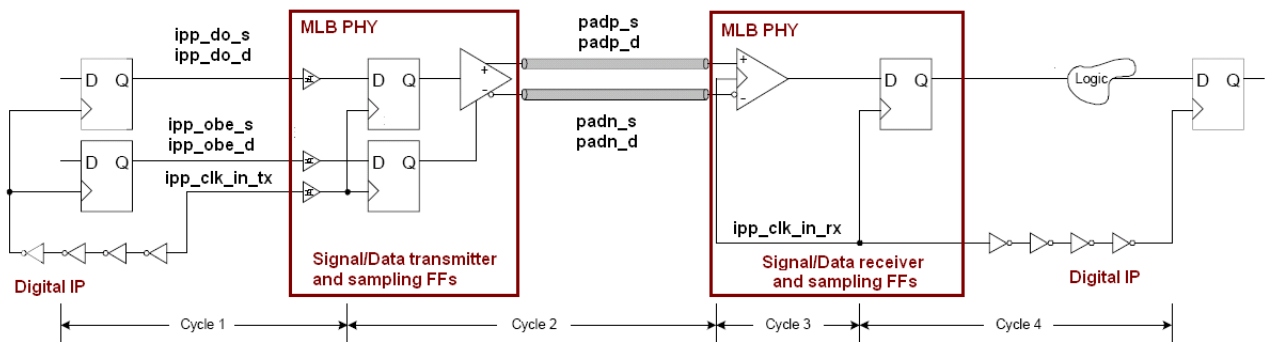 ipp_do_s
ipp_do_d
MLB PHY
padp_s
padp_d
MLB PHY
D Q
D Q
+
-
+
-
D Q
Logic
D Q
ipp_obe_s
ipp_obe_d
padn_s
padn_d
D Q
D Q
ipp_clk_in_tx
ipp_clk_in_rx
Signal/Data transmitter
and sampling FFs
Signal/Data receiver
and sampling FFs
Digital IP
Digital IP
Cycle 1
Cycle 2
Cycle 3
Cycle 4